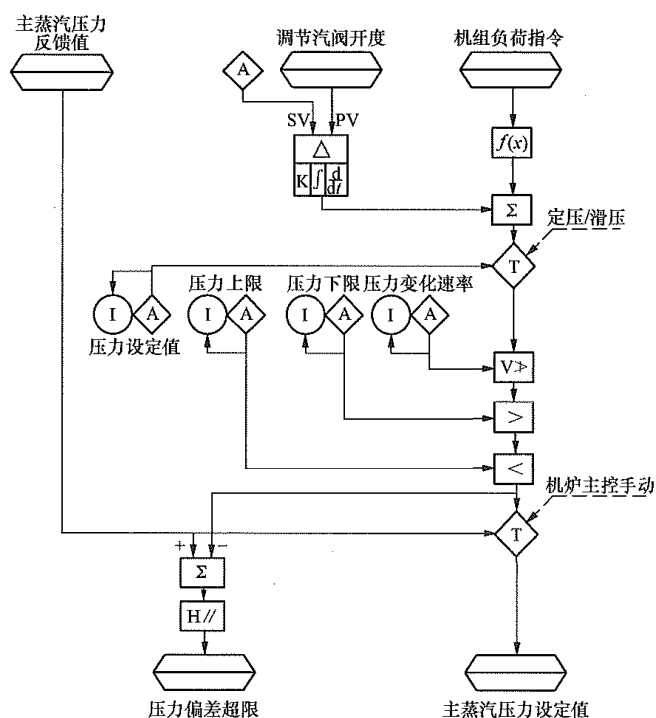 主蒸汽压力
反馈值
调节汽阀开度
机组负荷指令
A
SV
PV
△
K
∫
d
dt
f(x)
Σ
定压/滑压
T
压力上限
压力下限
压力变化速率
I
A
I
A
I
A
I
A
压力设定值
V≯
>
<
机炉主控手动
+
−
T
Σ
H//
压力偏差超限
主蒸汽压力设定值